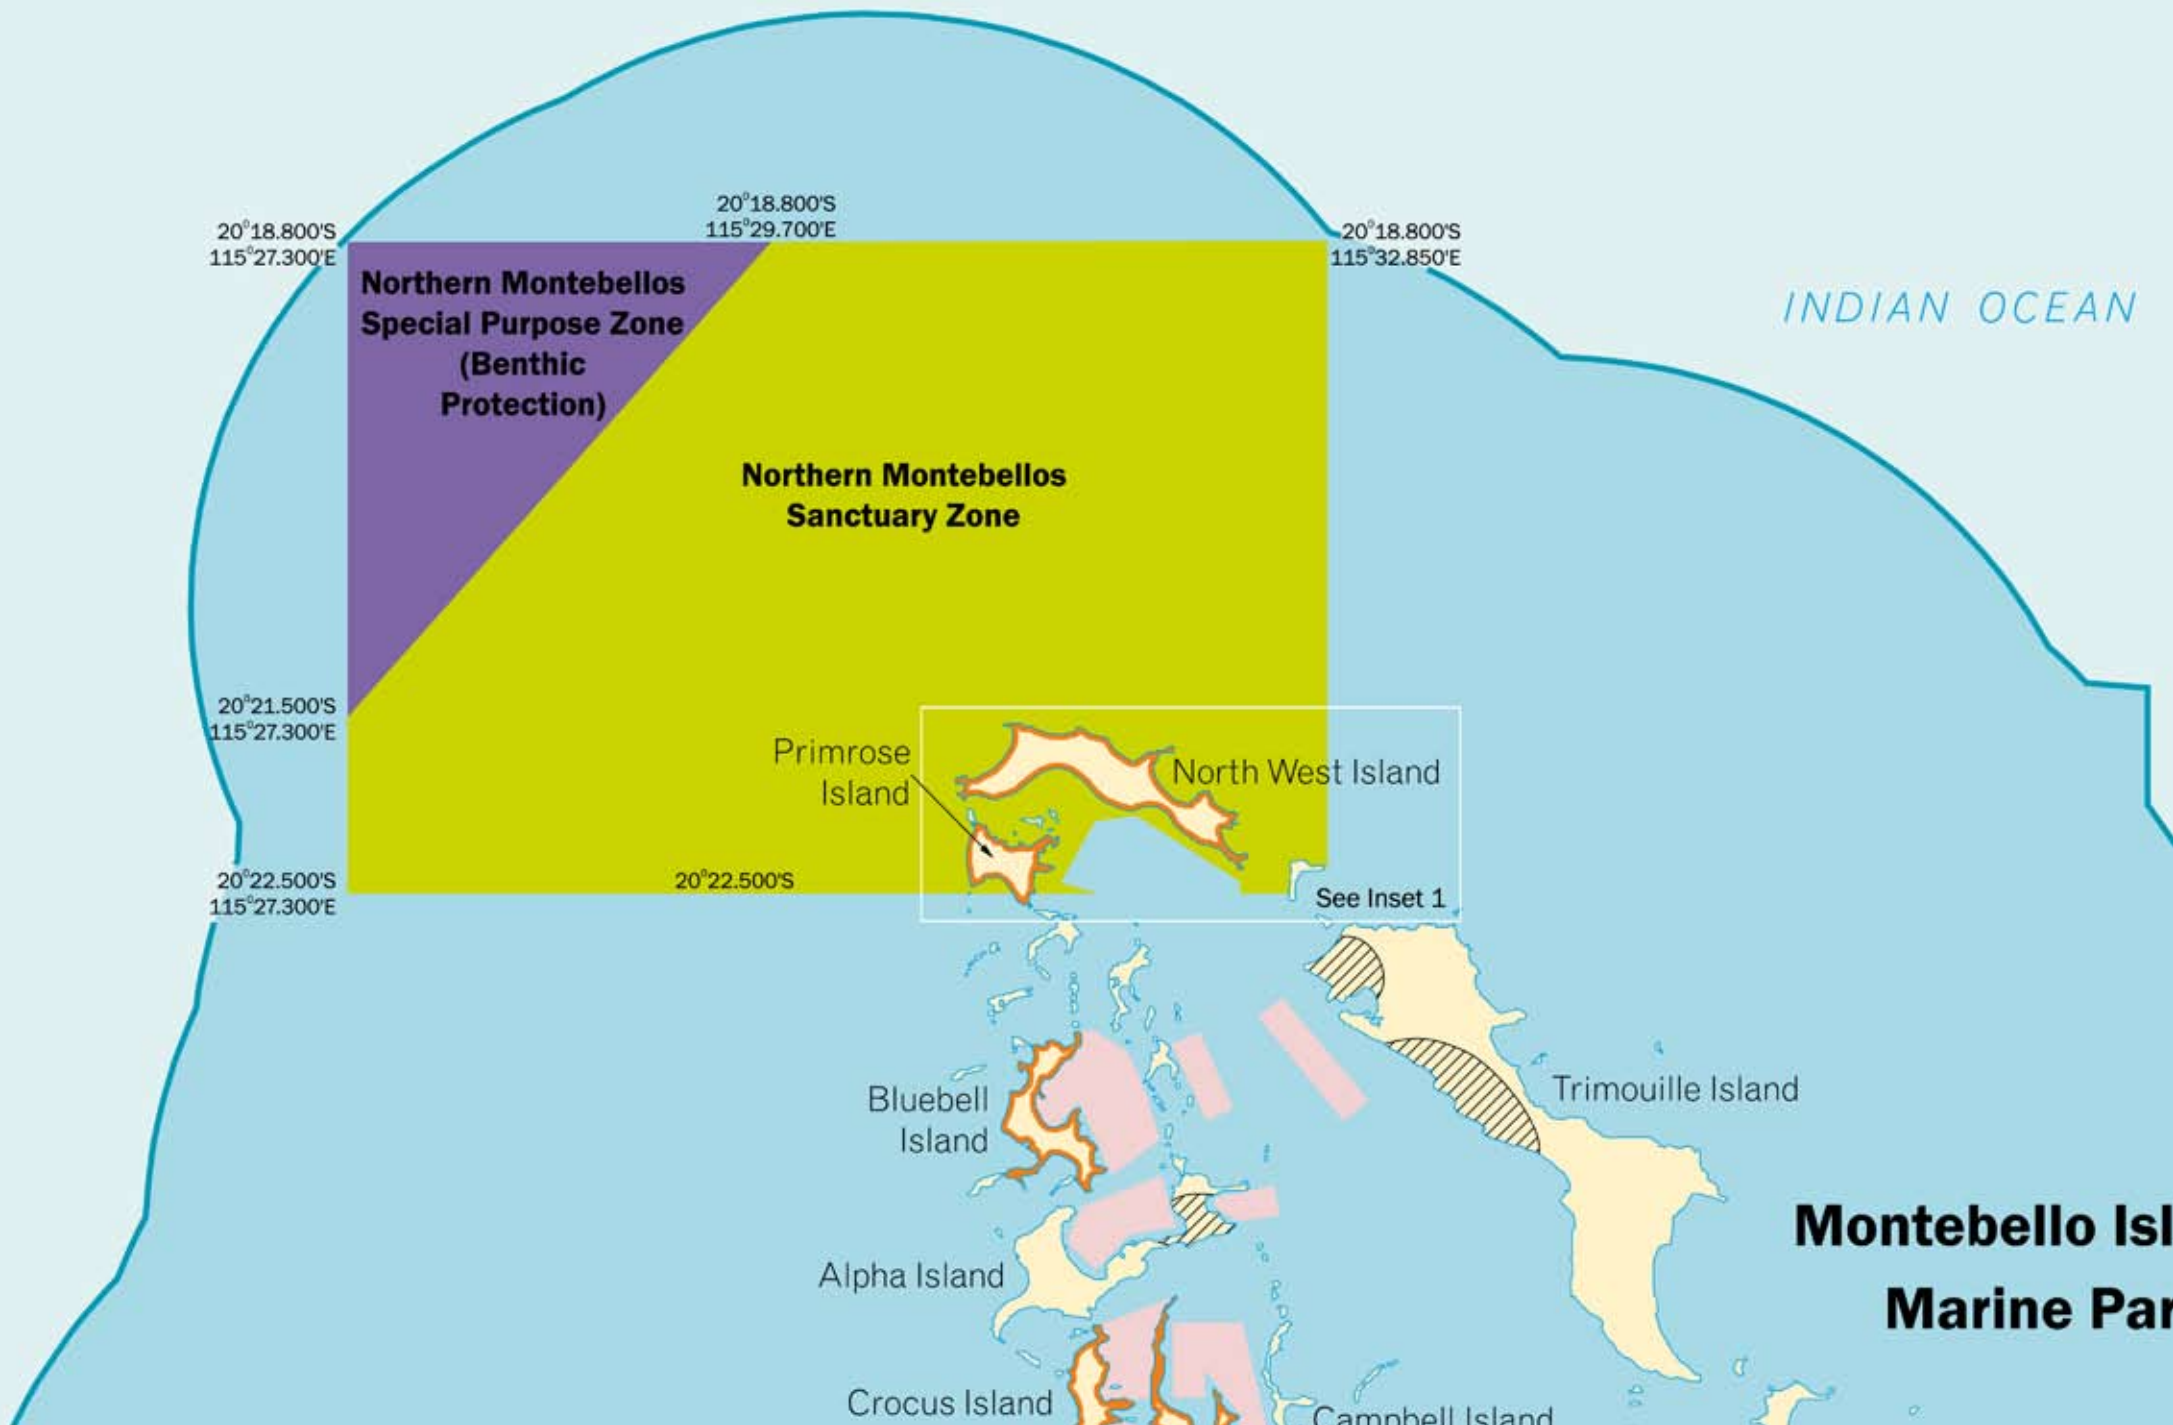 20°18.800'S
115°29.700'E
20°18.800'S
115°27.300'E
20°18.800'S
115°32.850'E
Northern Montebellos
Special Purpose Zone
(Benthic
Protection)
INDIAN OCEAN
Northern Montebellos
Sanctuary Zone
20°21.500'S
115°27.300'E
Primrose
Island
North West Island
20°22.500'S
115°27.300'E
20°22.500'S
See Inset 1
Bluebell
Island
Trimouille Island
Montebello Isl
Marine Par
Alpha Island
Crocus Island
Campbell Island